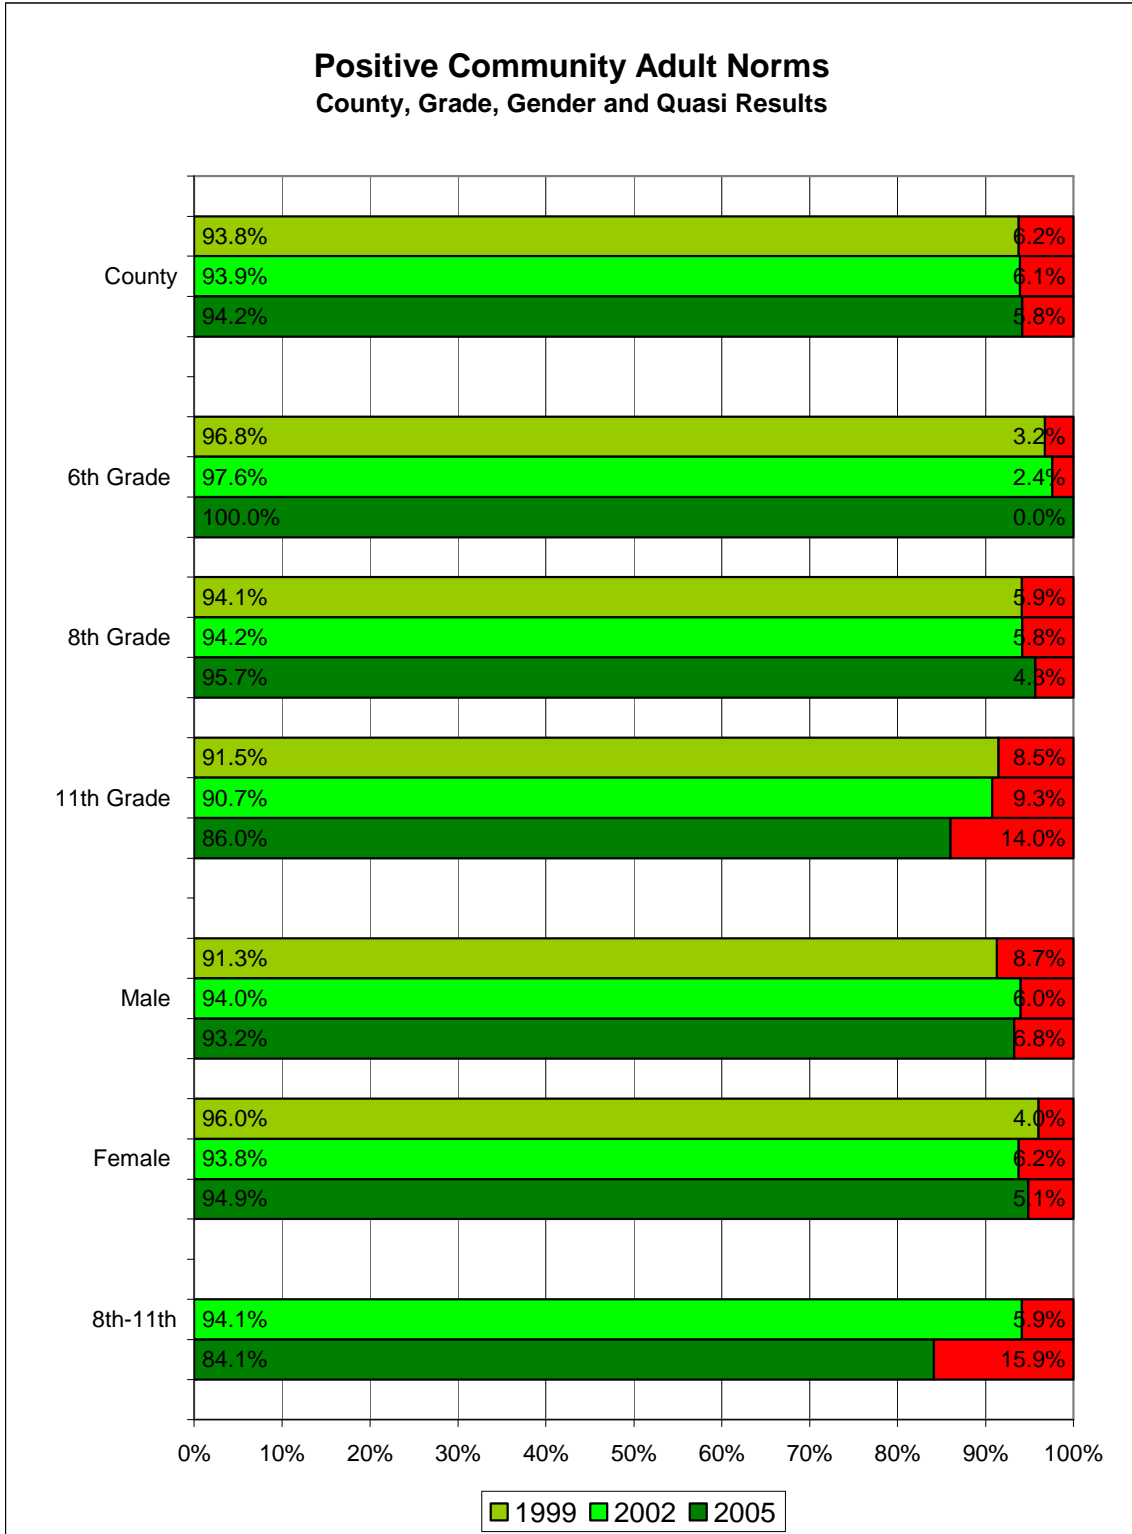 Positive Community Adult Norms
County, Grade, Gender and Quasi Results
93.8% 6.2%
County 93.9% 6.1%
94.2% 5.8%
96.8% 3.2%
6th Grade 97.6% 2.4%
100.0% 0.0%
94.1% 5.9%
8th Grade 94.2% 5.8%
95.7% 4.3%
91.5% 8.5%
11th Grade 90.7% 9.3%
86.0% 14.0%
91.3% 8.7%
Male 94.0% 6.0%
93.2% 6.8%
96.0% 4.0%
Female 93.8% 6.2%
94.9% 5.1%
8th-11th 94.1% 5.9%
84.1% 15.9%
0% 10% 20% 30% 40% 50% 60% 70% 80% 90% 100%
1999 2002 2005